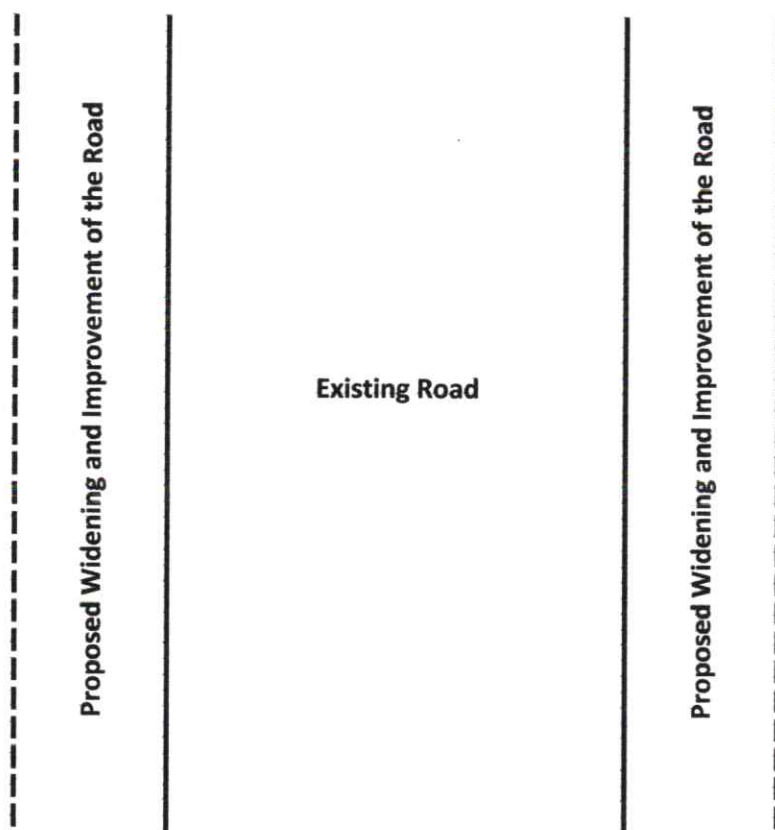 Proposed Widening and Improvement of the Road
Existing Road
Proposed Widening and Improvement of the Road